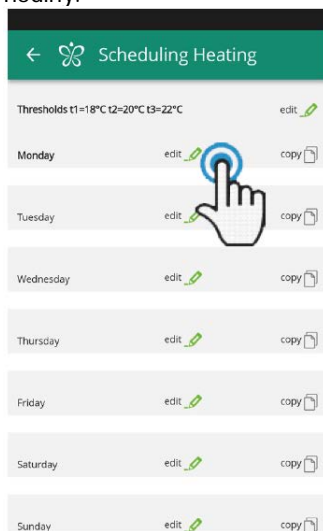 Scheduling Heating
Thresholds t1=18°C t2=20°C t3=22°C edit
Monday edit copy
Tuesday edit copy
Wednesday edit copy
Thursday edit copy
Friday edit copy
Saturday edit copy
Sunday edit copy